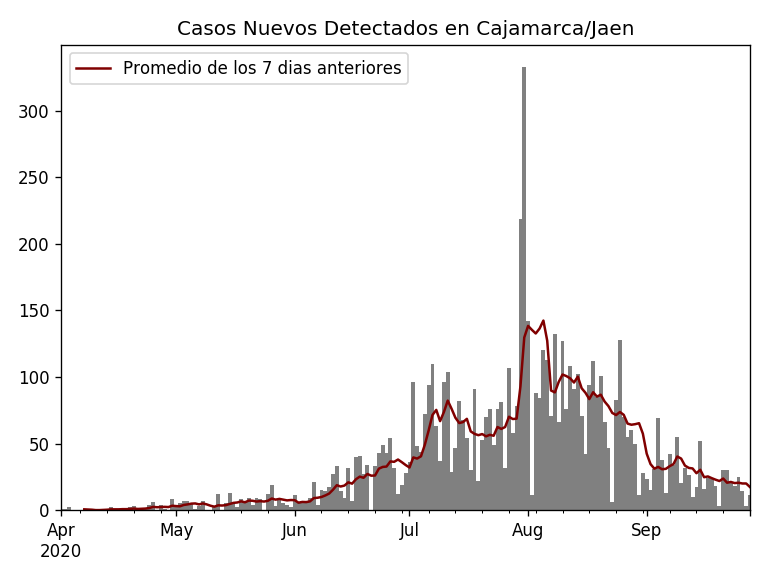 Casos Nuevos Detectados en Cajamarca/Jaen
Promedio de los 7 dias anteriores
300
250
200
150
100
50
0
Apr May Jun Jul Aug Sep
2020